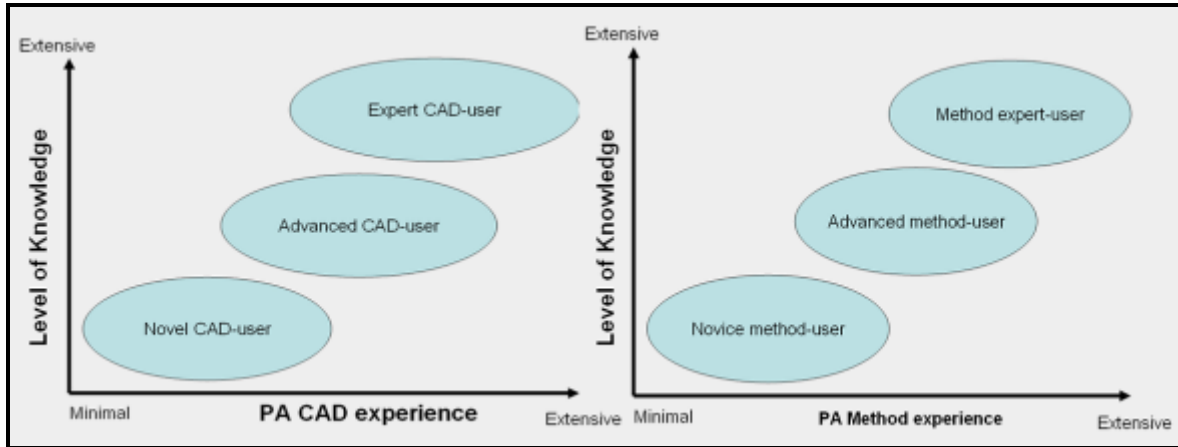 Extensive
Level of Knowledge
Expert CAD-user
Advanced CAD-user
Novel CAD-user
Minimal
PA CAD experience
Extensive
Extensive
Level of Knowledge
Method expert-user
Advanced method-user
Novice method-user
Minimal
PA Method experience
Extensive